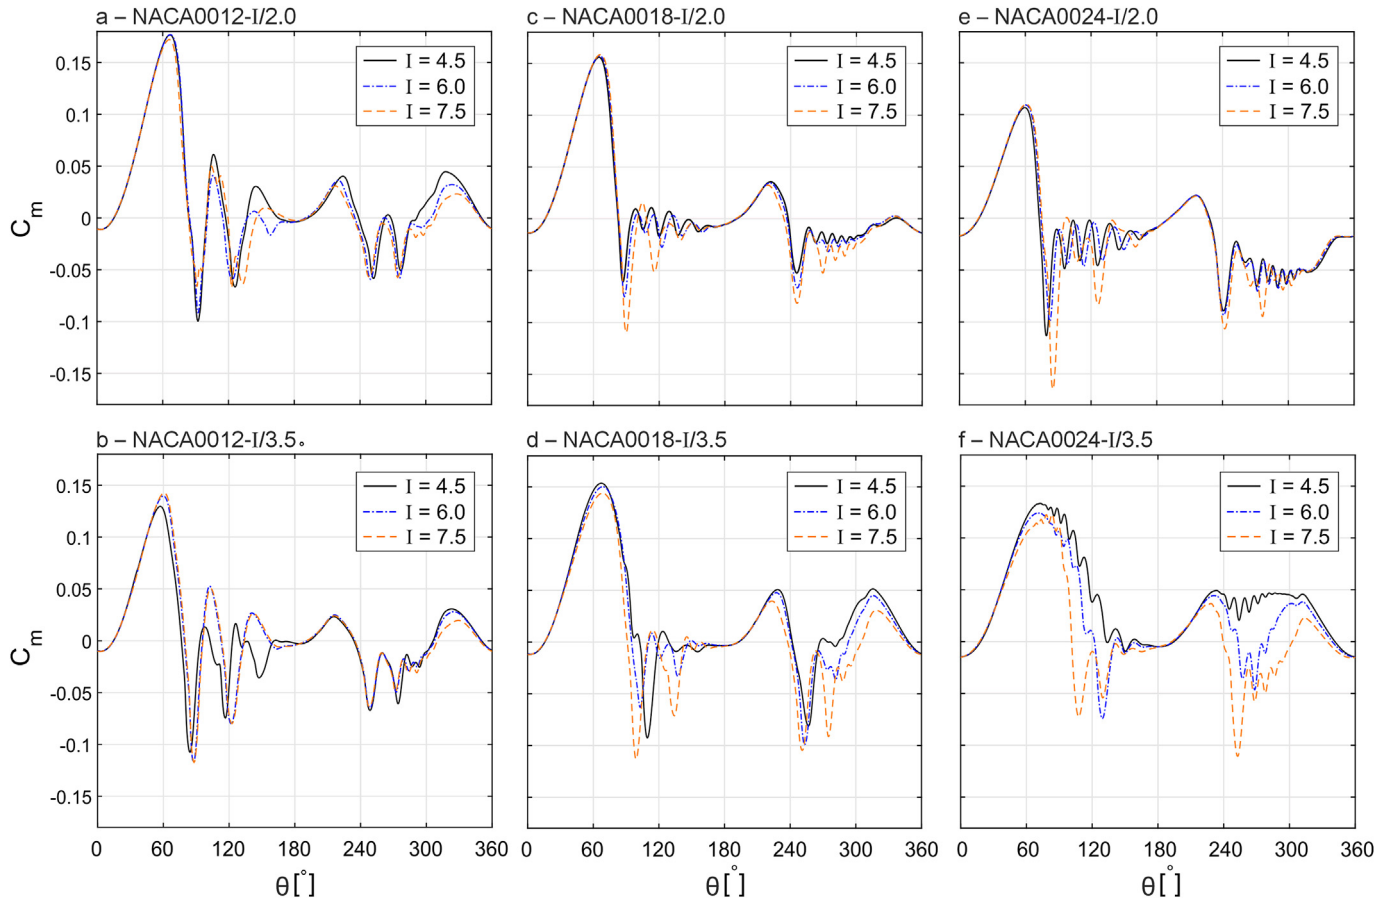 a – NACA0012-I/2.0
c – NACA0018-I/2.0
e – NACA0024-I/2.0
I = 4.5
I = 6.0
I = 7.5
I = 4.5
I = 6.0
I = 7.5
I = 4.5
I = 6.0
I = 7.5
C_m
0.15
0.1
0.05
0
-0.05
-0.1
-0.15
b – NACA0012-I/3.5°
d – NACA0018-I/3.5
f – NACA0024-I/3.5
I = 4.5
I = 6.0
I = 7.5
I = 4.5
I = 6.0
I = 7.5
I = 4.5
I = 6.0
I = 7.5
C_m
0.15
0.1
0.05
0
-0.05
-0.1
-0.15
0 60 120 180 240 300 360
0 60 120 180 240 300 360
0 60 120 180 240 300 360
θ[°]
θ[°]
θ[°]